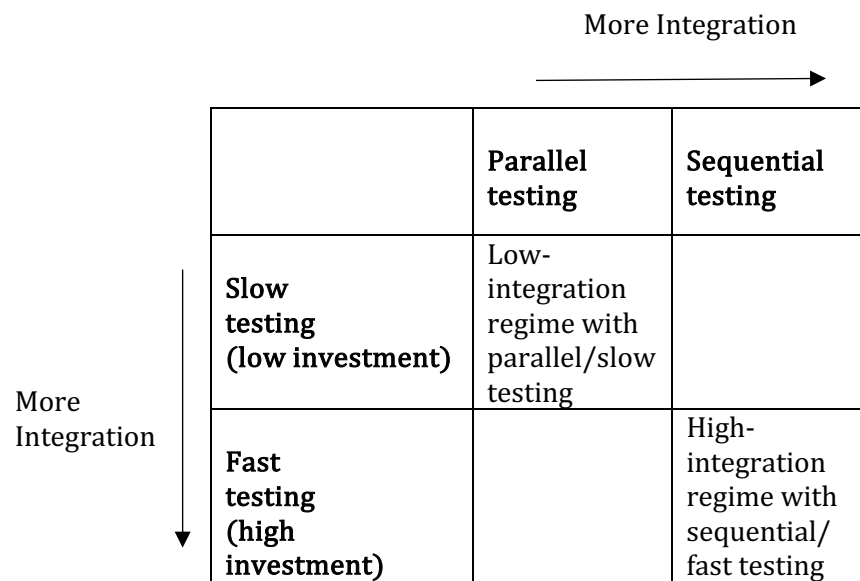 More Integration
Parallel
testing
Sequential
testing
Slow
testing
(low investment)
Low-
integration
regime with
parallel/slow
testing
More
Integration
Fast
testing
(high
investment)
High-
integration
regime with
sequential/
fast testing